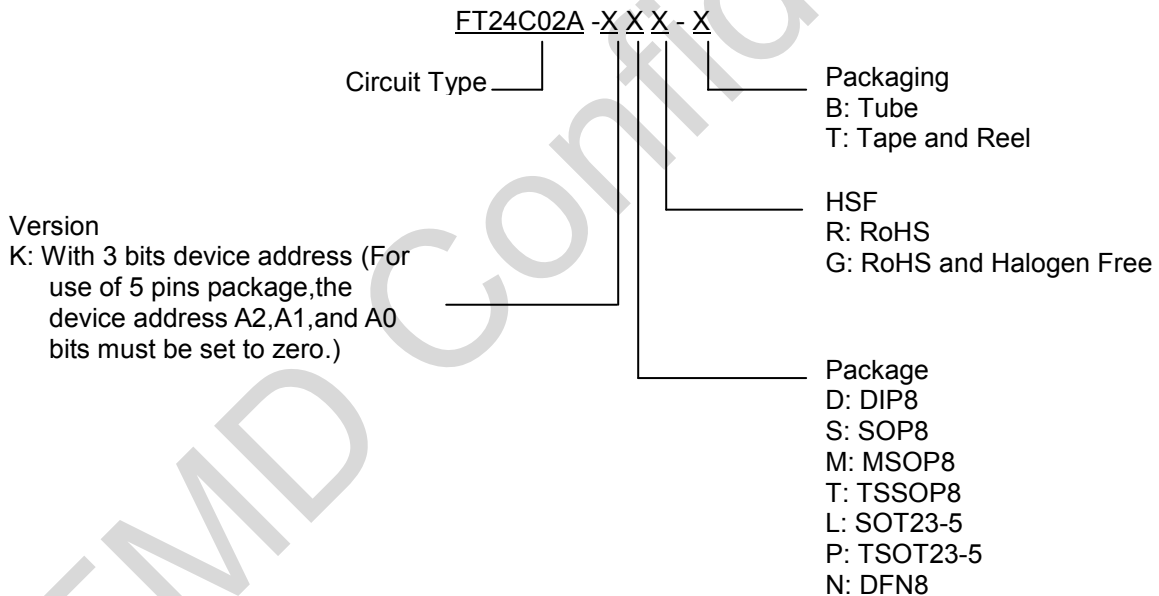 FT24C02A -X X X - X
Circuit Type
Packaging
B: Tube
T: Tape and Reel
HSF
R: RoHS
G: RoHS and Halogen Free
Version
K: With 3 bits device address (For
use of 5 pins package,the
device address A2,A1,and A0
bits must be set to zero.)
Package
D: DIP8
S: SOP8
M: MSOP8
T: TSSOP8
L: SOT23-5
P: TSOT23-5
N: DFN8